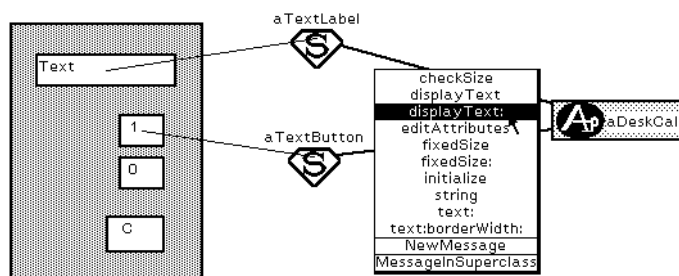 aTextLabel
S
Text
checkSize
displayText
displayText:
editAttributes
fixedSize
fixedSize:
initialize
string
text:
text:borderWidth:
NewMessage
MessageInSuperclass
Ap
aDeskCal
1
aTextButton
S
0
C